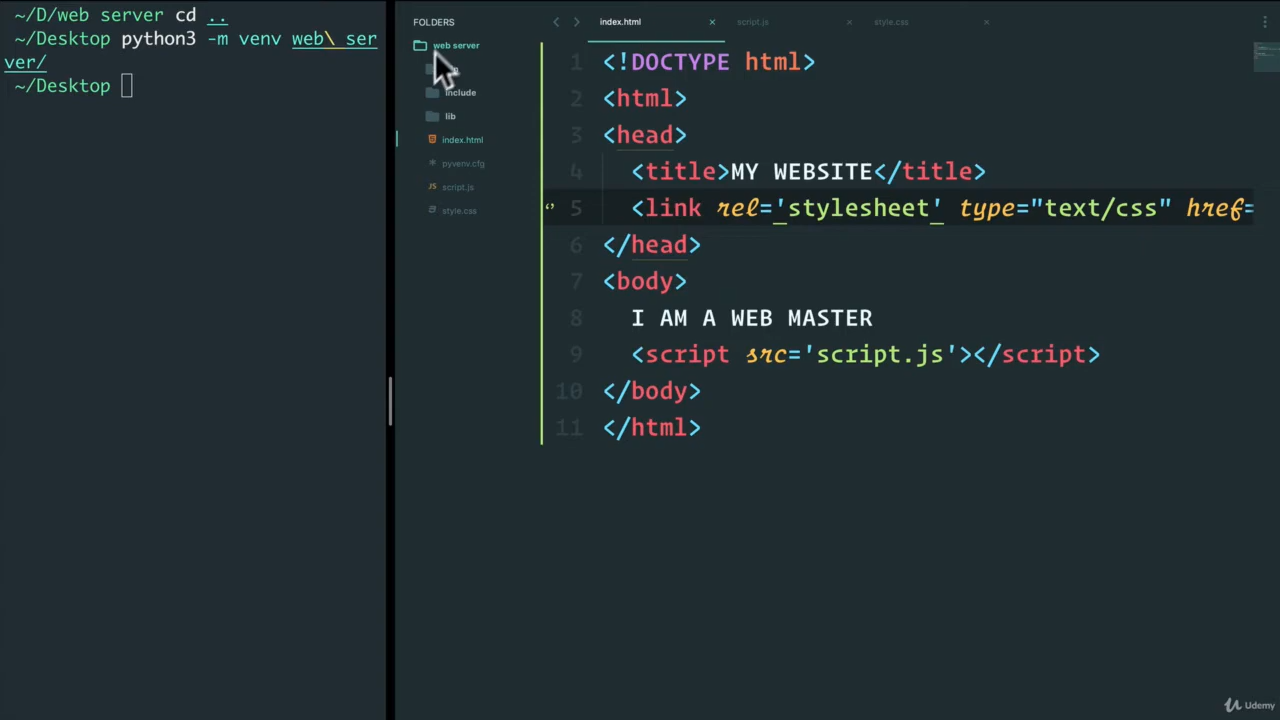 ~/D/web server cd ..
~/Desktop python3 -m venv web\ ser
ver/
~/Desktop
FOLDERS
web server
include
lib
index.html
pyvenv.cfg
script.js
style.css
index.html × script.js × style.css ×
1 <!DOCTYPE html>
2 <html>
3 <head>
4 <title>MY WEBSITE</title>
5 <link rel='stylesheet' type="text/css" href=
6 </head>
7 <body>
8 I AM A WEB MASTER
9 <script src='script.js'></script>
10 </body>
11 </html>
Udemy